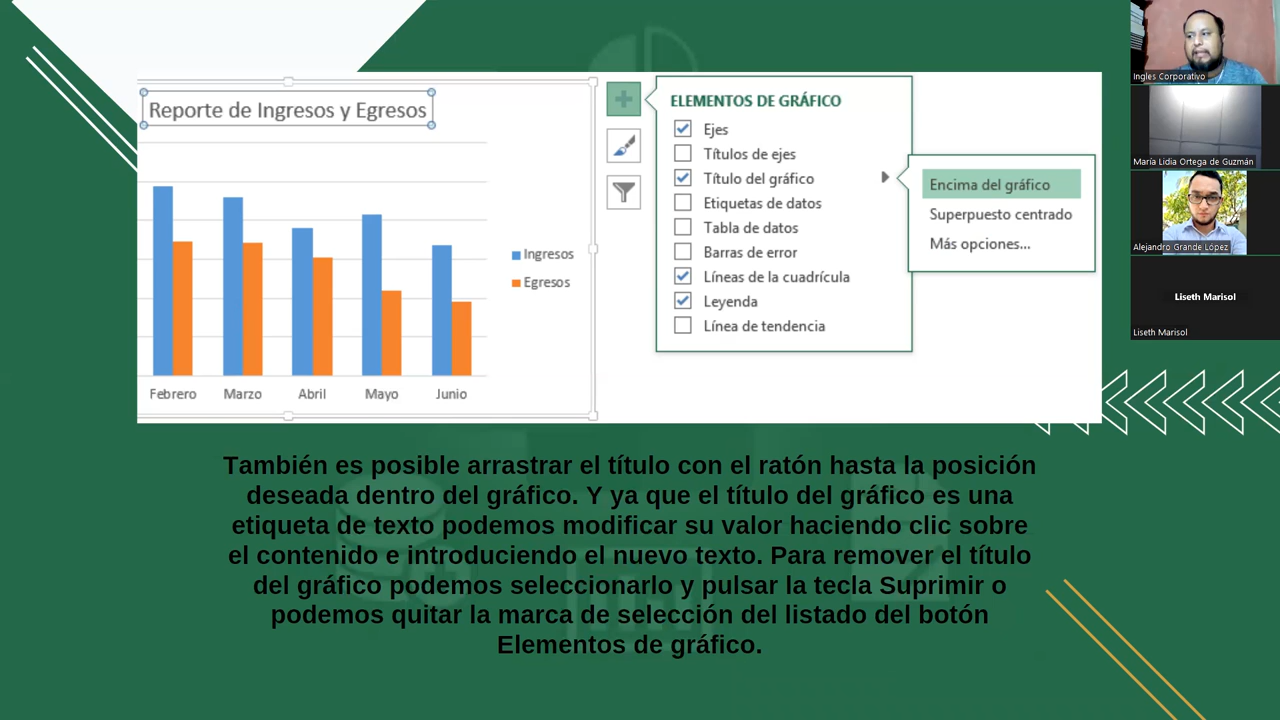 Reporte de Ingresos y Egresos
Ingresos
Egresos
Febrero Marzo Abril Mayo Junio
ELEMENTOS DE GRÁFICO
Ejes
Títulos de ejes
Título del gráfico
Etiquetas de datos
Tabla de datos
Barras de error
Líneas de la cuadrícula
Leyenda
Línea de tendencia
Encima del gráfico
Superpuesto centrado
Más opciones...
También es posible arrastrar el título con el ratón hasta la posición
deseada dentro del gráfico. Y ya que el título del gráfico es una
etiqueta de texto podemos modificar su valor haciendo clic sobre
el contenido e introduciendo el nuevo texto. Para remover el título
del gráfico podemos seleccionarlo y pulsar la tecla Suprimir o
podemos quitar la marca de selección del listado del botón
Elementos de gráfico.
Ingles Corporativo
María Lidia Ortega de Guzmán
Alejandro Grande López
Liseth Marisol
Liseth Marisol